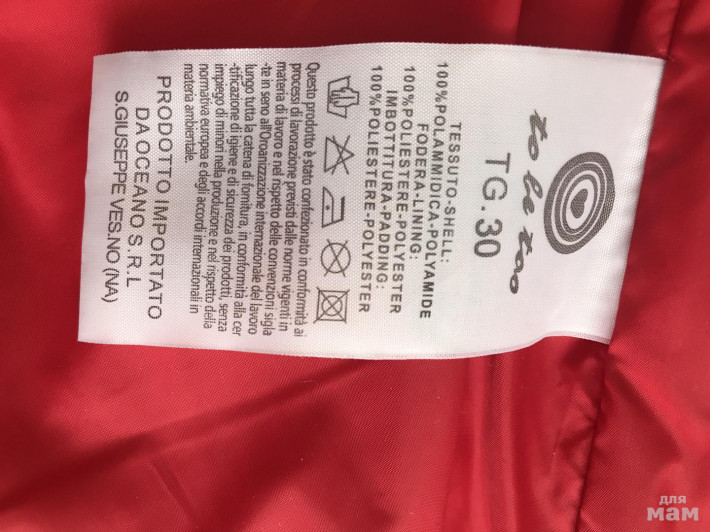 to be too
TG.30
TESSUTO-SHELL:
100%POLAMMIDICA-POLYAMIDE
FODERA-LINING:
100%POLIESTERE-POLYESTER
IMBOTTITURA-PADDING:
100%POLIESTERE-POLYESTER
Questo prodotto è stato confezionato in conformità ai
processi di lavorazione previsti dalle norme vigenti in
materia di lavoro e nel rispetto delle convenzioni sigla
-te in seno all'Organizzazione internazionale del lavoro
lungo tutta la catena di fornitura, in conformità alla cer
-tificazione di igiene e di sicurezza dei prodotti, senza
impiego di minori nella produzione e nel rispetto della
normativa europea e degli accordi internazionali in
materia ambientale.
PRODOTTO IMPORTATO
DA OCEANO S.R.L
S.GIUSEPPE VES.NO (NA)
для
мам